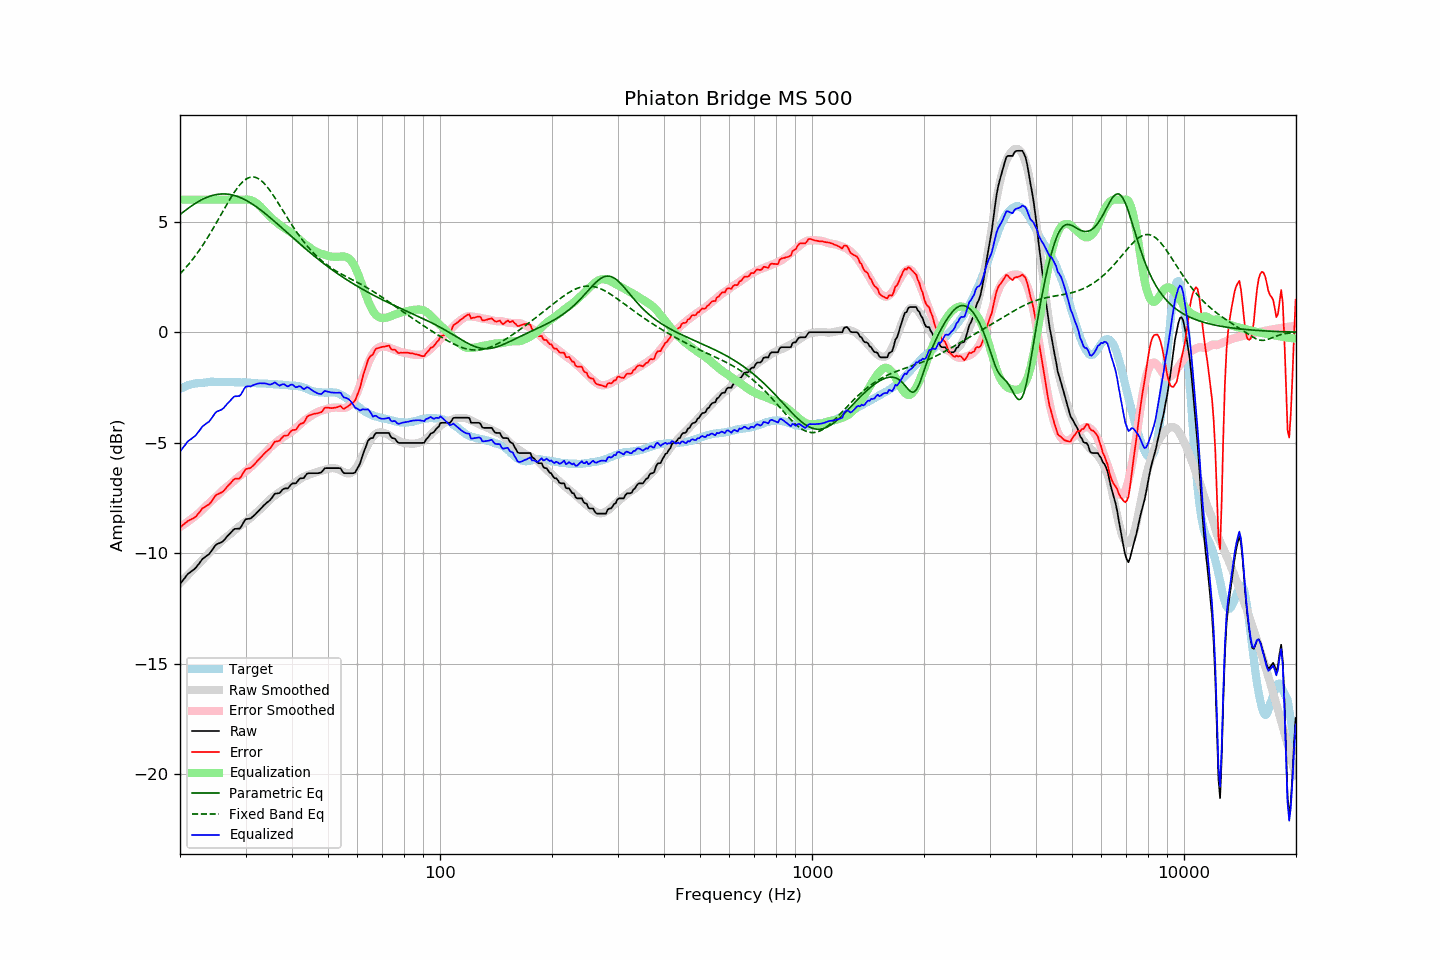 Phiaton Bridge MS 500
Amplitude (dBr)
5
0
−5
−10
−15
−20
Target
Raw Smoothed
Error Smoothed
Raw
Error
Equalization
Parametric Eq
Fixed Band Eq
Equalized
100
1000
10000
Frequency (Hz)